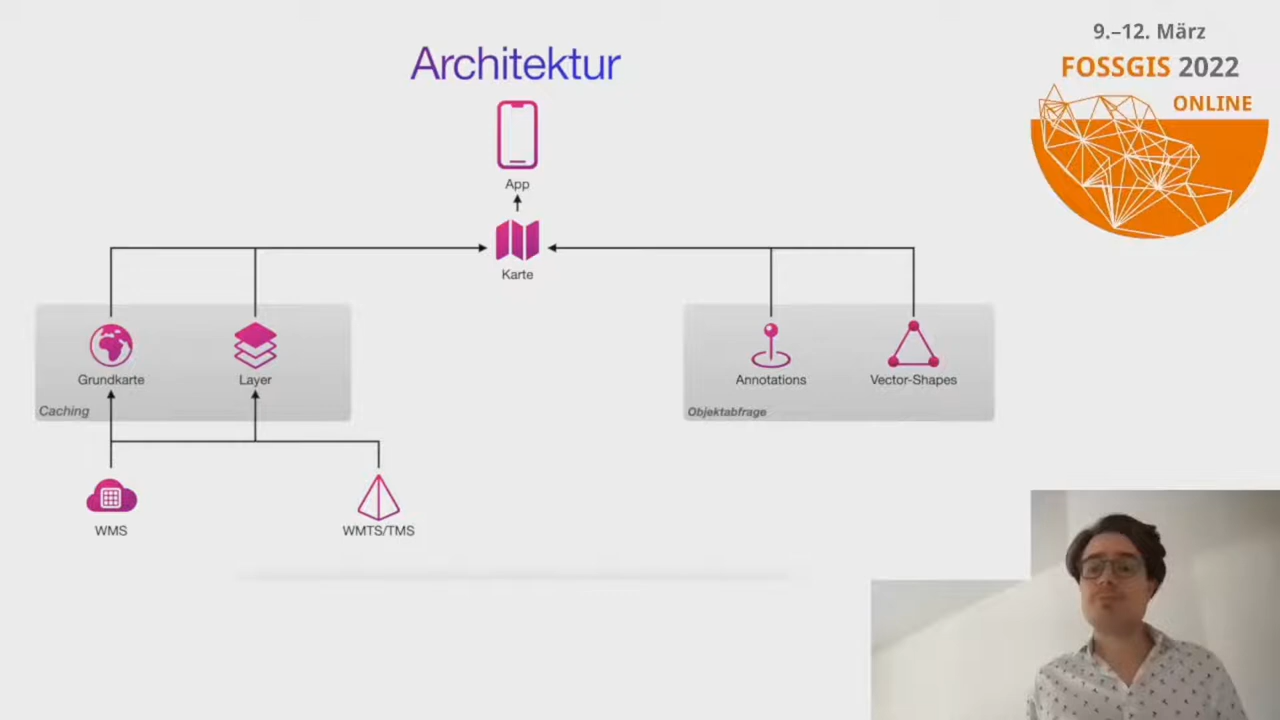 Architektur
9.–12. März
FOSSGIS 2022
ONLINE
App
Karte
Grundkarte
Layer
Caching
Annotations
Vector-Shapes
Objektabfrage
WMS
WMTS/TMS